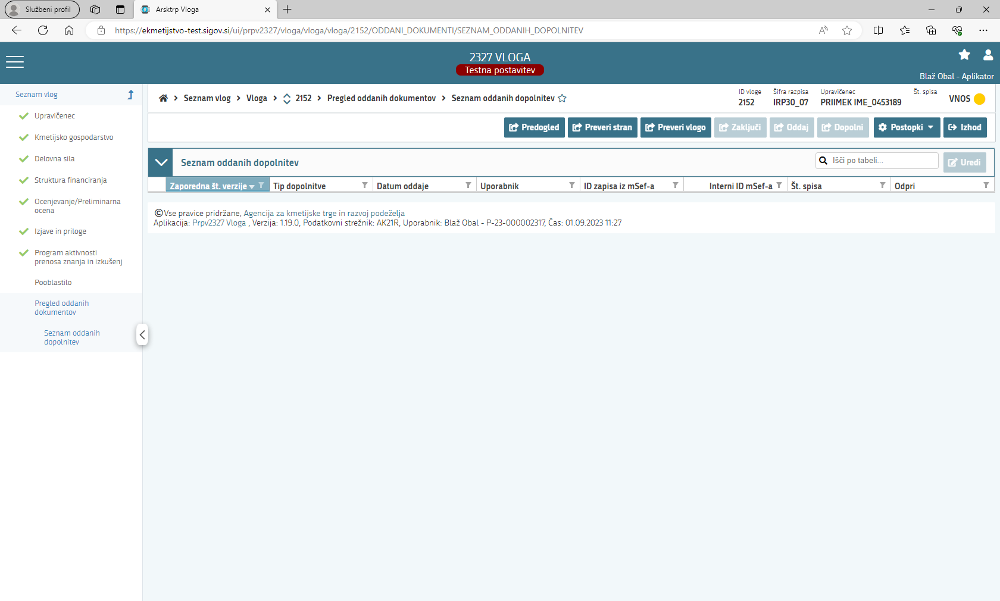 Službeni profil
Arsktrp Vloga
https://ekmetijstvo-test.sigov.si/ui/prpv2327/vloga/vloga/vloga/2152/ODDANI_DOKUMENTI/SEZNAM_ODDANIH_DOPOLNITEV
2327 VLOGA
Testna postavitev
Blaž Obal - Aplikator
Seznam vlog
Upravičenec
Kmetijsko gospodarstvo
Delovna sila
Struktura financiranja
Ocenjevanje/Preliminarna
ocena
Izjave in priloge
Program aktivnosti
prenosa znanja in izkušenj
Pooblastilo
Pregled oddanih
dokumentov
Seznam oddanih
dopolnitev
Seznam vlog Vloga 2152 Pregled oddanih dokumentov Seznam oddanih dopolnitev
ID vloge Šifra razpisa Upravičenec Št. spisa
2152 IRP30_07 PRIIMEK IME_0453189 VNOS
Predogled Preveri stran Preveri vlogo Zaključi Oddaj Dopolni Postopki Izhod
Seznam oddanih dopolnitev Išči po tabeli... Uredi
Zaporedna št. verzije Tip dopolnitve Datum oddaje Uporabnik ID zapisa iz mSef-a Interni ID mSef-a Št. spisa Odpri
©Vse pravice pridržane, Agencija za kmetijske trge in razvoj podeželja
Aplikacija: Prpv2327 Vloga , Verzija: 1.19.0, Podatkovni strežnik: AK21R, Uporabnik: Blaž Obal - P-23-000002317, Čas: 01.09.2023 11:27